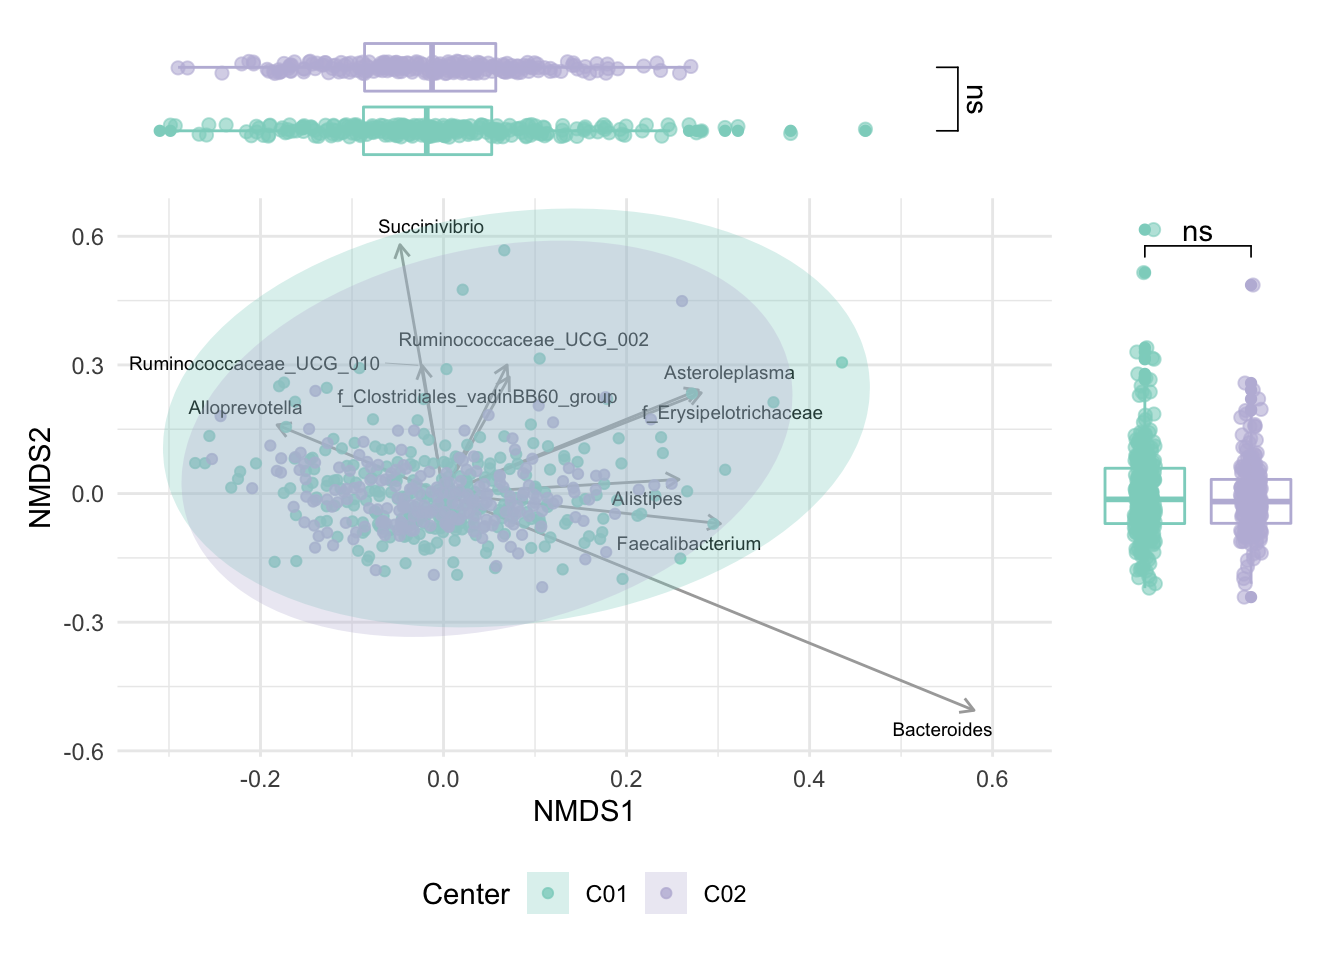 ns
ns
Succinivibrio
Ruminococcaceae_UCG_002
Ruminococcaceae_UCG_010
Asteroleplasma
f_Clostridiales_vadinBB60_group
Alloprevotella
f_Erysipelotrichaceae
Alistipes
Faecalibacterium
Bacteroides
0.6
0.3
0.0
-0.3
-0.6
NMDS2
-0.2 0.0 0.2 0.4 0.6
NMDS1
Center C01 C02